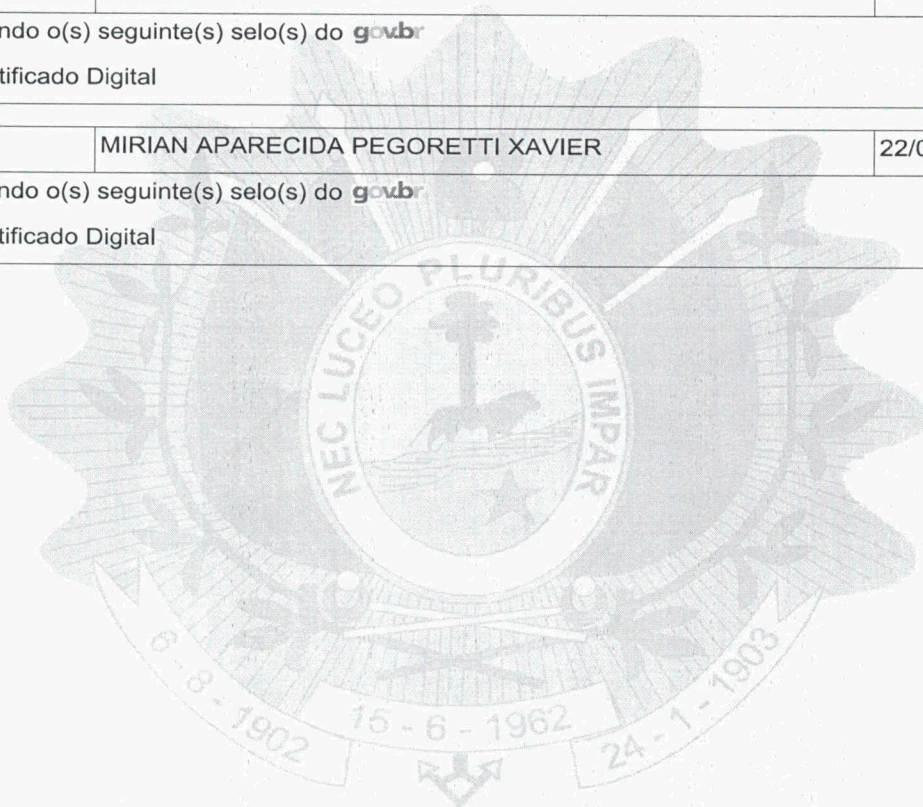 ndo o(s) seguinte(s) selo(s) do gov.br
tificado Digital
MIRIAN APARECIDA PEGORETTI XAVIER 22/0
ndo o(s) seguinte(s) selo(s) do gov.br
tificado Digital
NEC LUCEO PLURIBUS IMPAR
6 - 8 - 1902 15 - 6 - 1962 24 - 1 - 1903